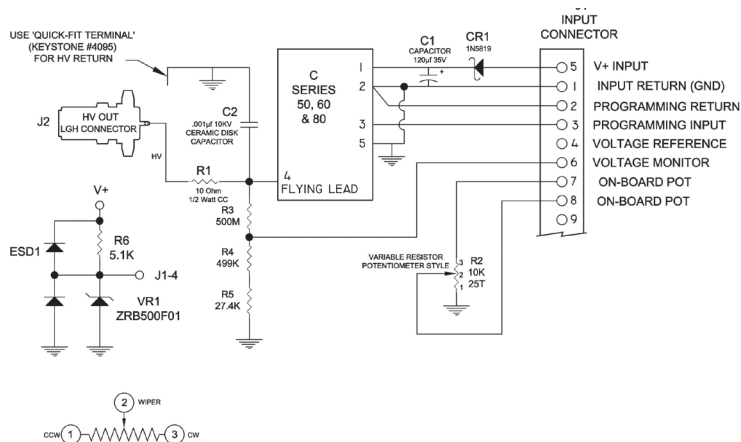 USE 'QUICK-FIT TERMINAL'
(KEYSTONE #4095)
FOR HV RETURN
J2
HV OUT
LGH CONNECTOR
HV
C2
.001µf 10KV
CERAMIC DISK
CAPACITOR
R1
10 Ohm
1/2 Watt CC
C
SERIES
50, 60
& 80
1
2
3
5
4
FLYING LEAD
C1
CAPACITOR
120µf 35V
+
CR1
1N5819
INPUT
CONNECTOR
5 V+ INPUT
1 INPUT RETURN (GND)
2 PROGRAMMING RETURN
3 PROGRAMMING INPUT
4 VOLTAGE REFERENCE
6 VOLTAGE MONITOR
7 ON-BOARD POT
8 ON-BOARD POT
9
R3
500M
R4
499K
R5
27.4K
VARIABLE RESISTOR
POTENTIOMETER STYLE
3
2
1
R2
10K
25T
V+
ESD1
R6
5.1K
J1-4
VR1
ZRB500F01
2 WIPER
CCW 1
3 CW